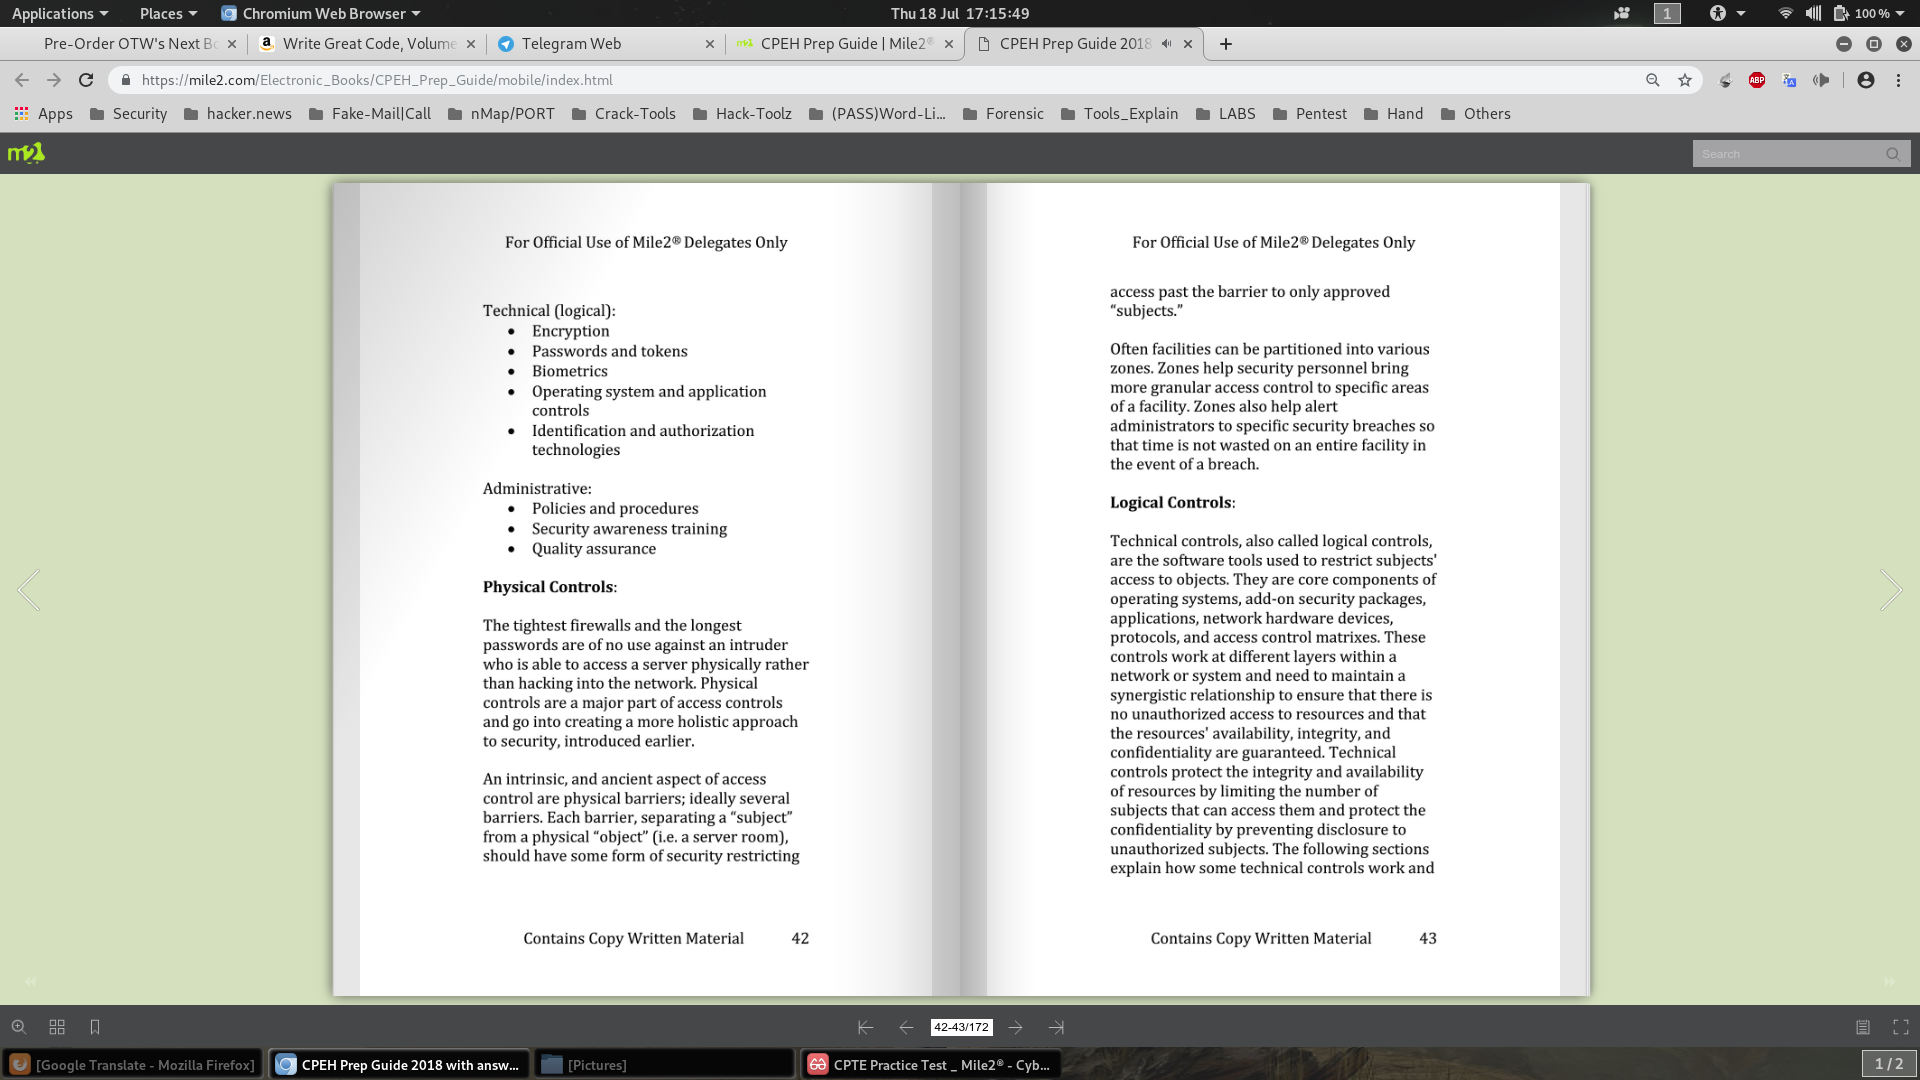 Applications Places Chromium Web Browser Thu 18 Jul 17:15:49 1 100 %
Pre-Order OTW's Next Bo Write Great Code, Volume Telegram Web CPEH Prep Guide | Mile2® CPEH Prep Guide 2018
https://mile2.com/Electronic_Books/CPEH_Prep_Guide/mobile/index.html ABP
Apps Security hacker.news Fake-Mail|Call nMap/PORT Crack-Tools Hack-Toolz (PASS)Word-Li... Forensic Tools_Explain LABS Pentest Hand Others
m2 Search
For Official Use of Mile2® Delegates Only
Technical (logical):
• Encryption
• Passwords and tokens
• Biometrics
• Operating system and application
controls
• Identification and authorization
technologies
Administrative:
• Policies and procedures
• Security awareness training
• Quality assurance
Physical Controls:
The tightest firewalls and the longest
passwords are of no use against an intruder
who is able to access a server physically rather
than hacking into the network. Physical
controls are a major part of access controls
and go into creating a more holistic approach
to security, introduced earlier.
An intrinsic, and ancient aspect of access
control are physical barriers; ideally several
barriers. Each barrier, separating a “subject”
from a physical “object” (i.e. a server room),
should have some form of security restricting
Contains Copy Written Material 42
For Official Use of Mile2® Delegates Only
access past the barrier to only approved
“subjects.”
Often facilities can be partitioned into various
zones. Zones help security personnel bring
more granular access control to specific areas
of a facility. Zones also help alert
administrators to specific security breaches so
that time is not wasted on an entire facility in
the event of a breach.
Logical Controls:
Technical controls, also called logical controls,
are the software tools used to restrict subjects'
access to objects. They are core components of
operating systems, add-on security packages,
applications, network hardware devices,
protocols, and access control matrixes. These
controls work at different layers within a
network or system and need to maintain a
synergistic relationship to ensure that there is
no unauthorized access to resources and that
the resources' availability, integrity, and
confidentiality are guaranteed. Technical
controls protect the integrity and availability
of resources by limiting the number of
subjects that can access them and protect the
confidentiality by preventing disclosure to
unauthorized subjects. The following sections
explain how some technical controls work and
Contains Copy Written Material 43
42-43/172
[Google Translate - Mozilla Firefox] CPEH Prep Guide 2018 with answ... [Pictures] CPTE Practice Test _ Mile2® - Cyb... 1 / 2